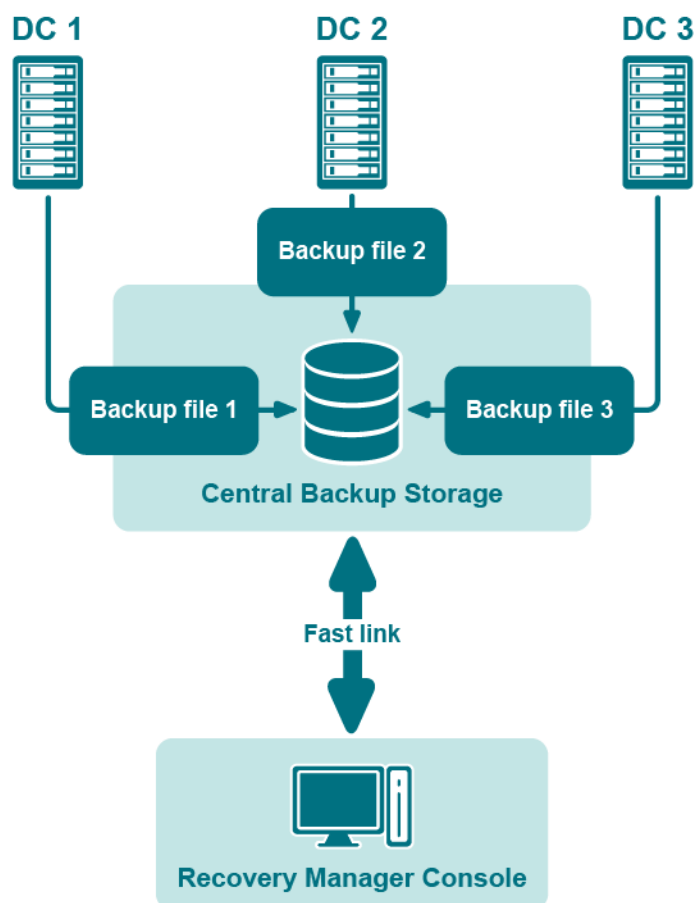 DC 1
DC 2
DC 3
Backup file 2
Backup file 1
Backup file 3
Central Backup Storage
Fast link
Recovery Manager Console